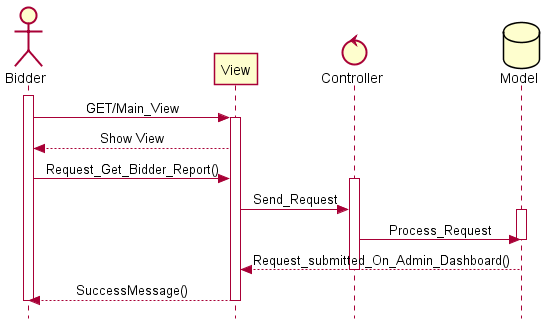 Bidder
View
Controller
Model
GET/Main_View
Show View
Request_Get_Bidder_Report()
Send_Request
Process_Request
Request_submitted_On_Admin_Dashboard()
SuccessMessage()